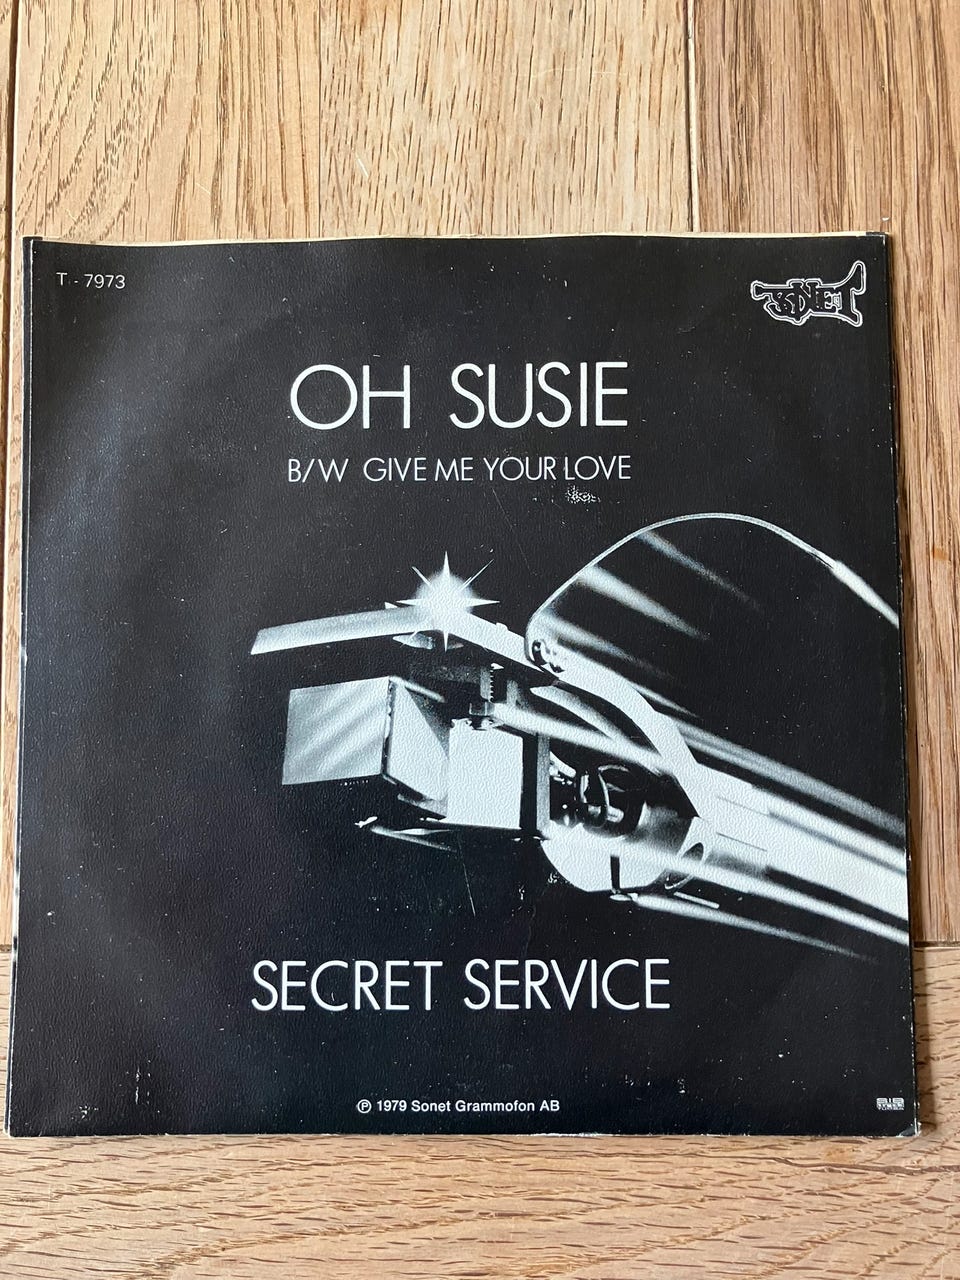 T - 7973
SONET
OH SUSIE
B/W GIVE ME YOUR LOVE
SECRET SERVICE
℗ 1979 Sonet Grammofon AB